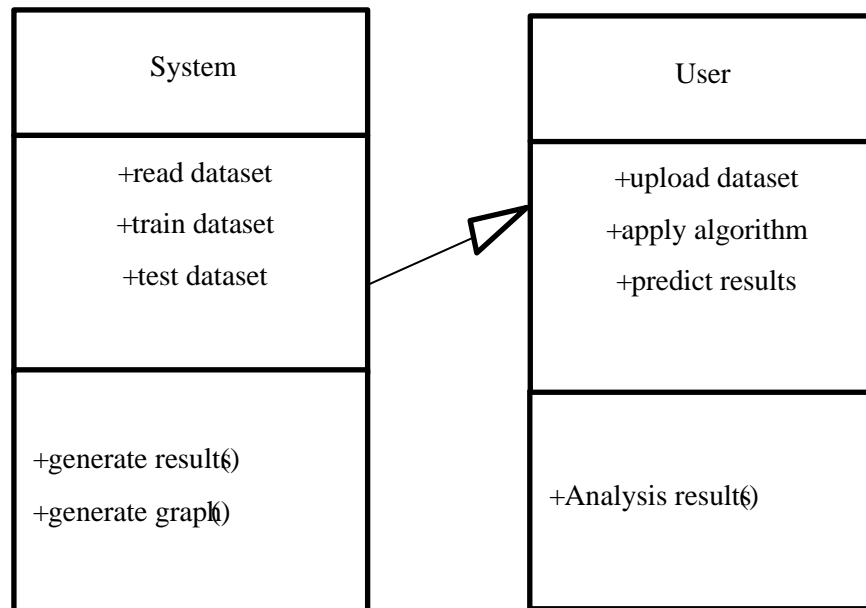 System
+read dataset
+train dataset
+test dataset
+generate results()
+generate graph()
User
+upload dataset
+apply algorithm
+predict results
+Analysis results()